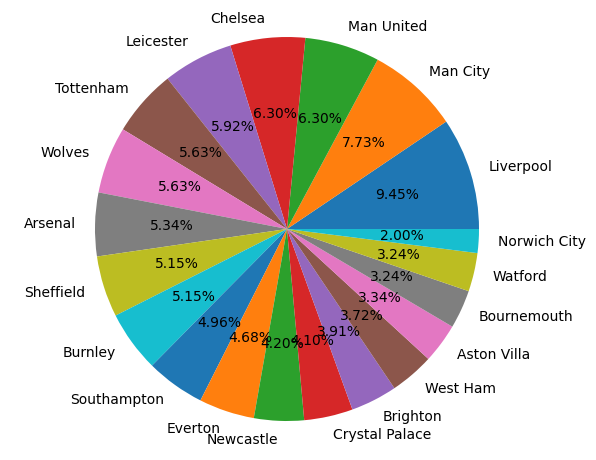 Chelsea
Man United
Leicester
Man City
Tottenham
6.30%
6.30%
5.92%
7.73%
Wolves
5.63%
Liverpool
5.63%
9.45%
Arsenal
5.34%
2.00%
Norwich City
3.24%
5.15%
Watford
3.24%
Sheffield
5.15%
3.34%
Bournemouth
4.96%
3.72%
Burnley
4.68%
3.91%
Aston Villa
4.20%
4.10%
West Ham
Southampton
Brighton
Everton
Crystal Palace
Newcastle